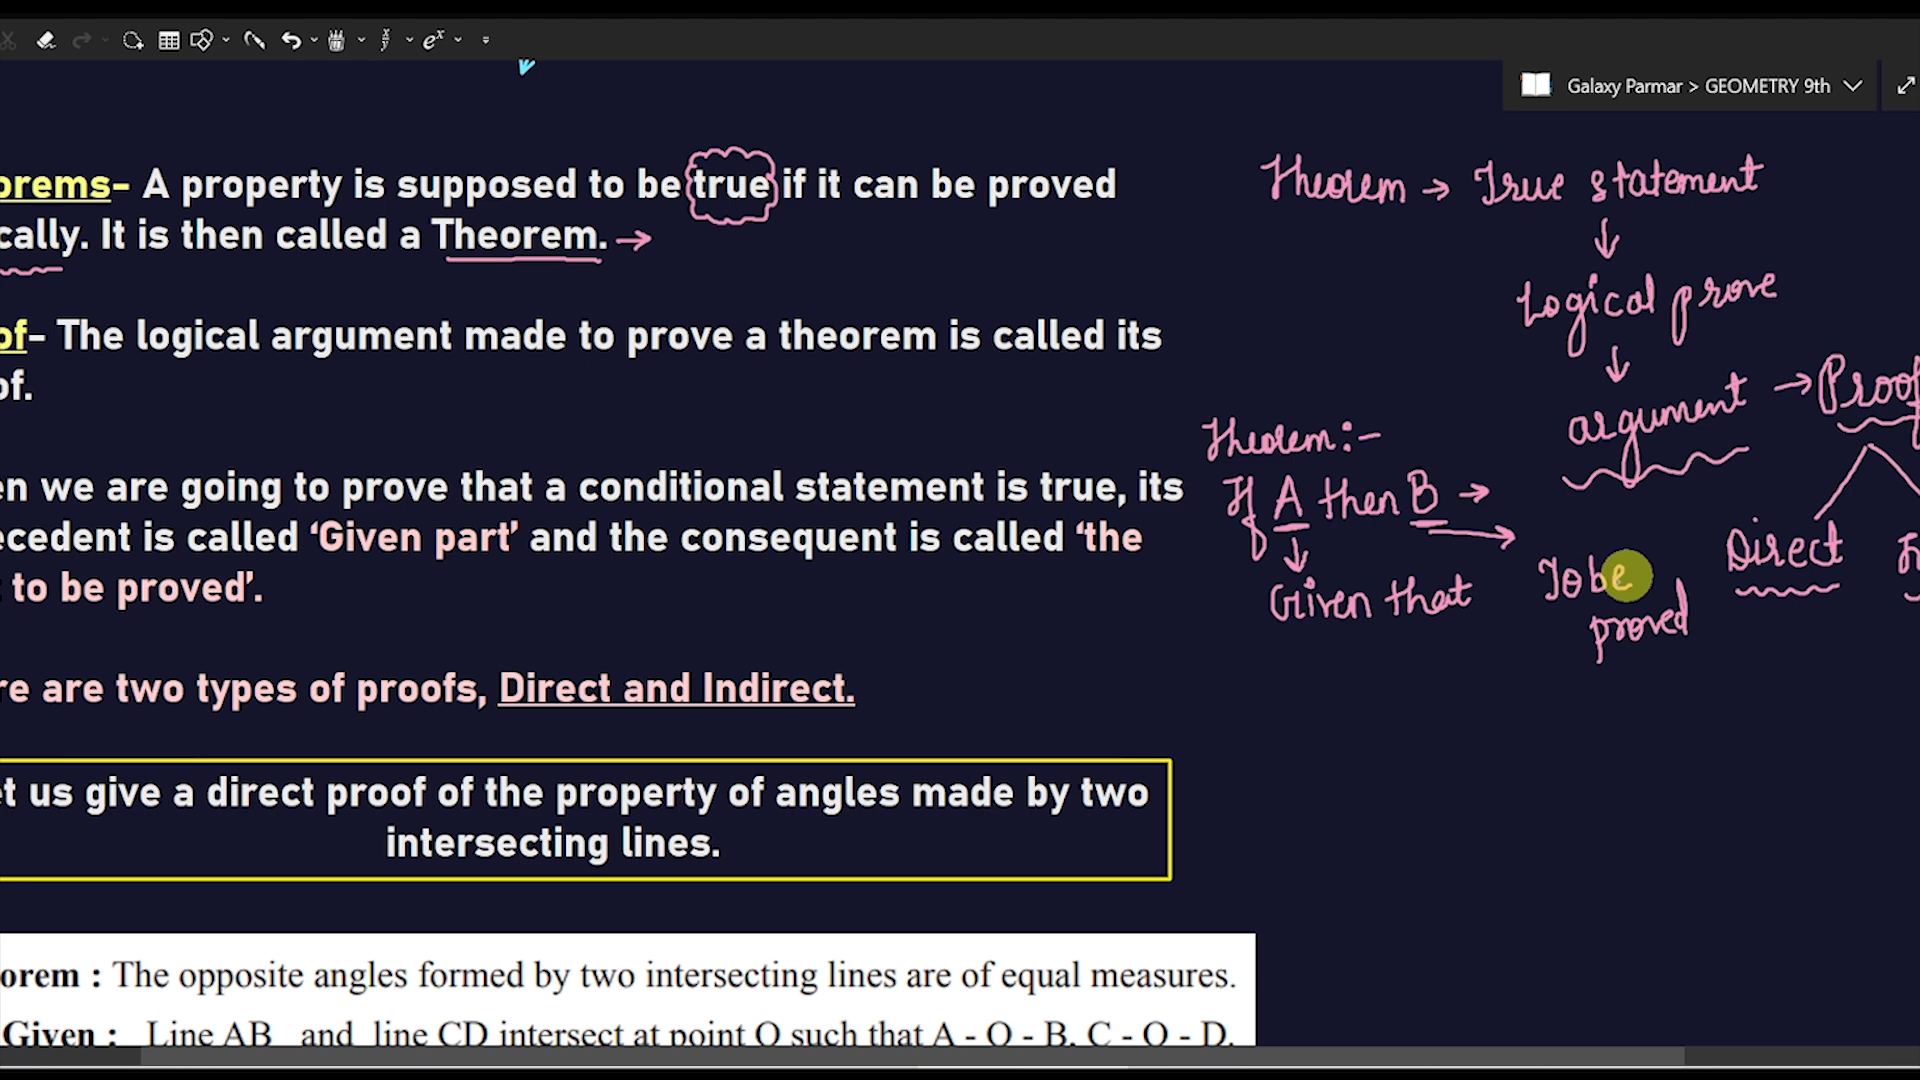 Galaxy Parmar > GEOMETRY 9th
orems- A property is supposed to be true if it can be proved
cally. It is then called a Theorem. →
of- The logical argument made to prove a theorem is called its
of.
en we are going to prove that a conditional statement is true, its
ecedent is called ‘Given part’ and the consequent is called ‘the
to be proved’.
re are two types of proofs, Direct and Indirect.
et us give a direct proof of the property of angles made by two
intersecting lines.
orem : The opposite angles formed by two intersecting lines are of equal measures.
Given : Line AB and line CD intersect at point O such that A - O - B, C - O - D.
Theorem → True statement
↓
Logical prove
↓
argument → Proof
Direct
Theorem:-
If A then B →
Given that
To be
proved